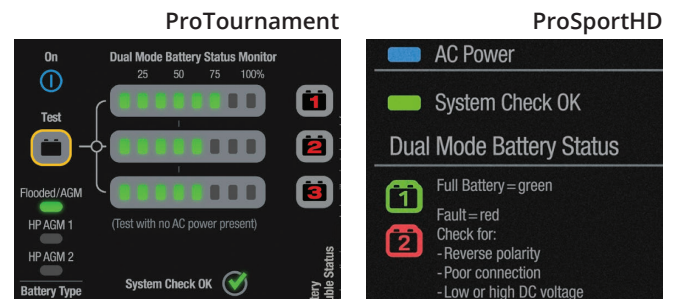 ProTournament
ProSportHD
On
Dual Mode Battery Status Monitor
25 50 75 100%
1
Test
2
3
Flooded/AGM
(Test with no AC power present)
HP AGM 1
HP AGM 2
System Check OK
Battery Type
AC Power
System Check OK
Dual Mode Battery Status
1
Full Battery=green
Fault=red
2
Check for:
-Reverse polarity
-Poor connection
-Low or high DC voltage